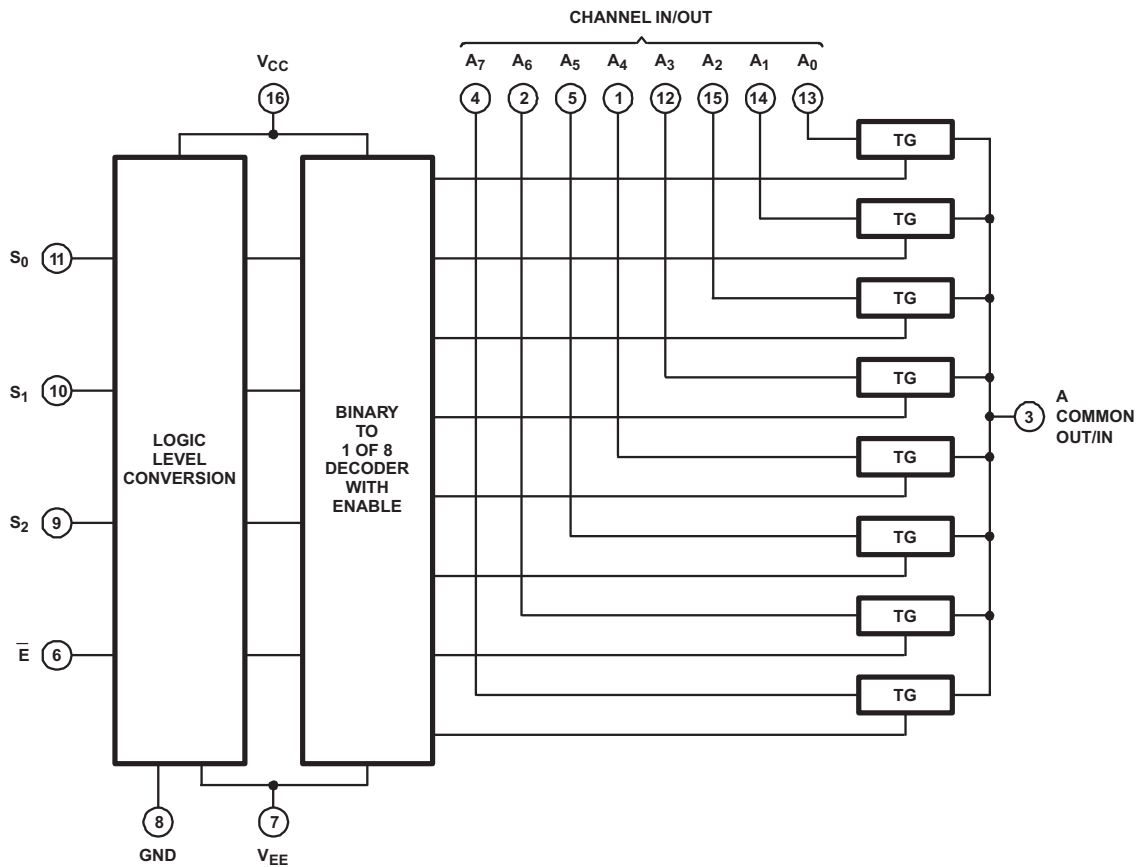 CHANNEL IN/OUT
VCC
A7 A6 A5 A4 A3 A2 A1 A0
16
4 2 5 1 12 15 14 13
TG
TG
S0 11
TG
TG
S1 10
A
COMMON
OUT/IN
3
LOGIC
LEVEL
CONVERSION
BINARY
TO
1 OF 8
DECODER
WITH
ENABLE
TG
S2 9
TG
TG
E̅ 6
TG
8
7
GND
VEE